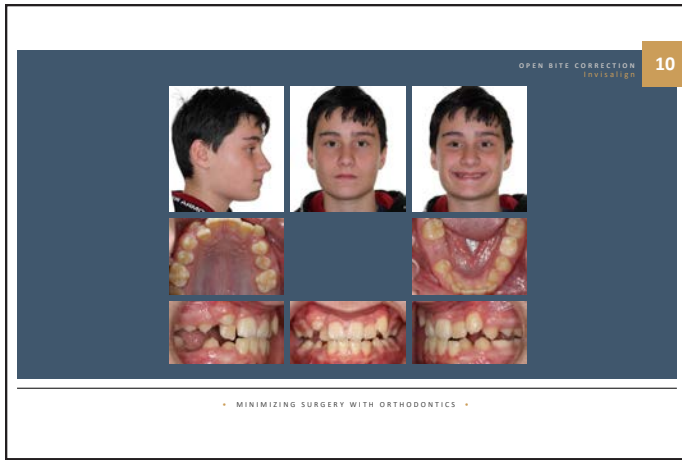 OPEN BITE CORRECTION
Invisalign
10
MINIMIZING SURGERY WITH ORTHODONTICS